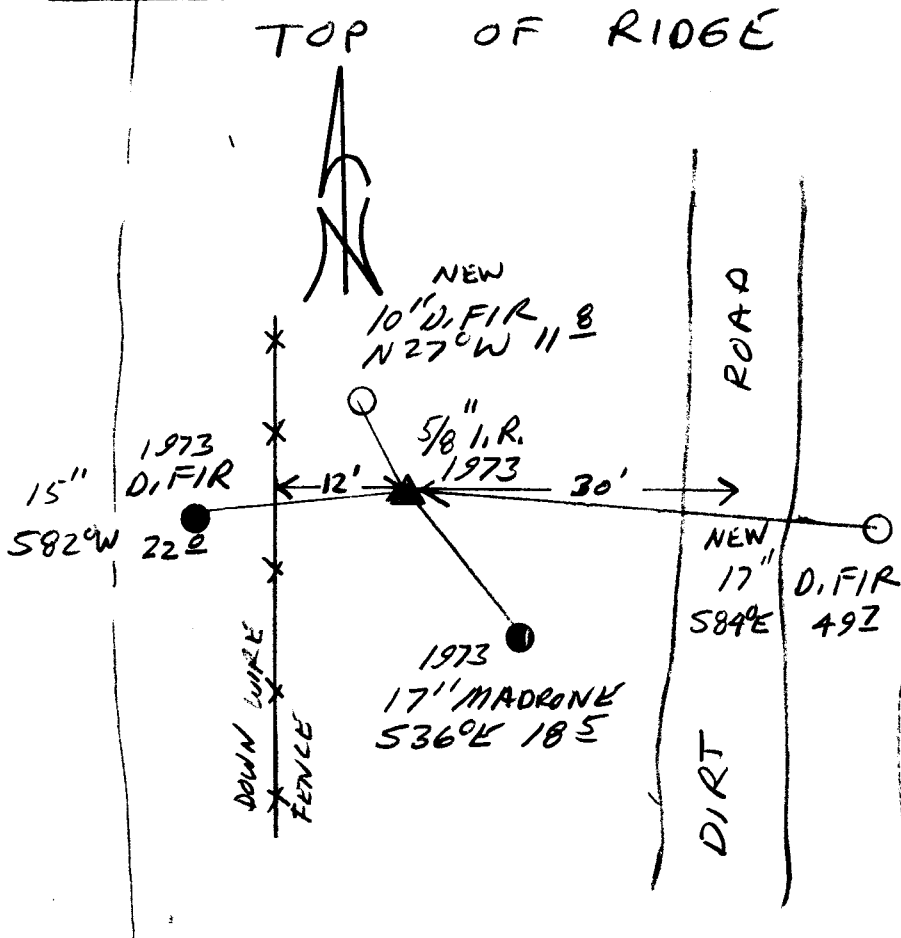 TOP OF RIDGE
N
NEW
10" D. FIR
N27°W 11 8
5/8" I.R.
1973
12'
30'
1973
D. FIR
15"
S82°W 22 0
NEW
17" D. FIR
S84°E 49 7
1973
17" MADRONE
S36°E 18 5
DOWN WIRE
FENCE
ROAD
DIRT